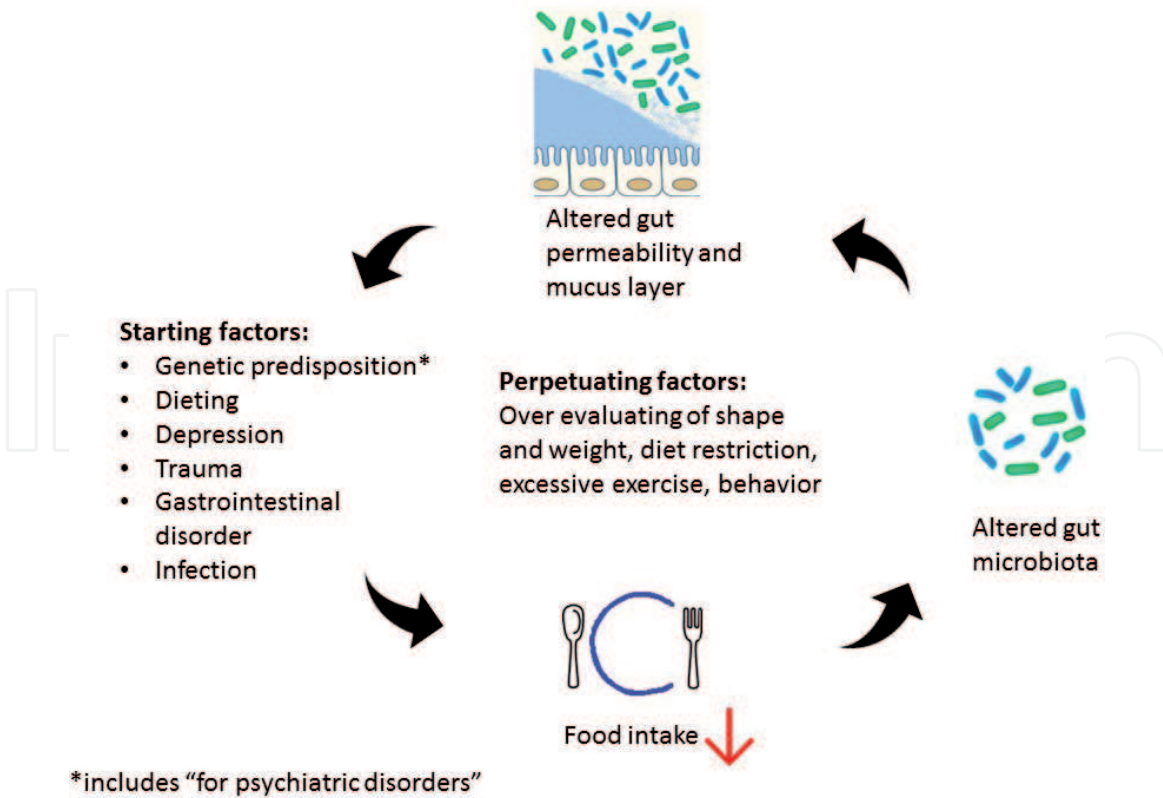 Altered gut
permeability and
mucus layer
Starting factors:
• Genetic predisposition*
• Dieting
• Depression
• Trauma
• Gastrointestinal
disorder
• Infection
Perpetuating factors:
Over evaluating of shape
and weight, diet restriction,
excessive exercise, behavior
Altered gut
microbiota
Food intake
*includes "for psychiatric disorders"